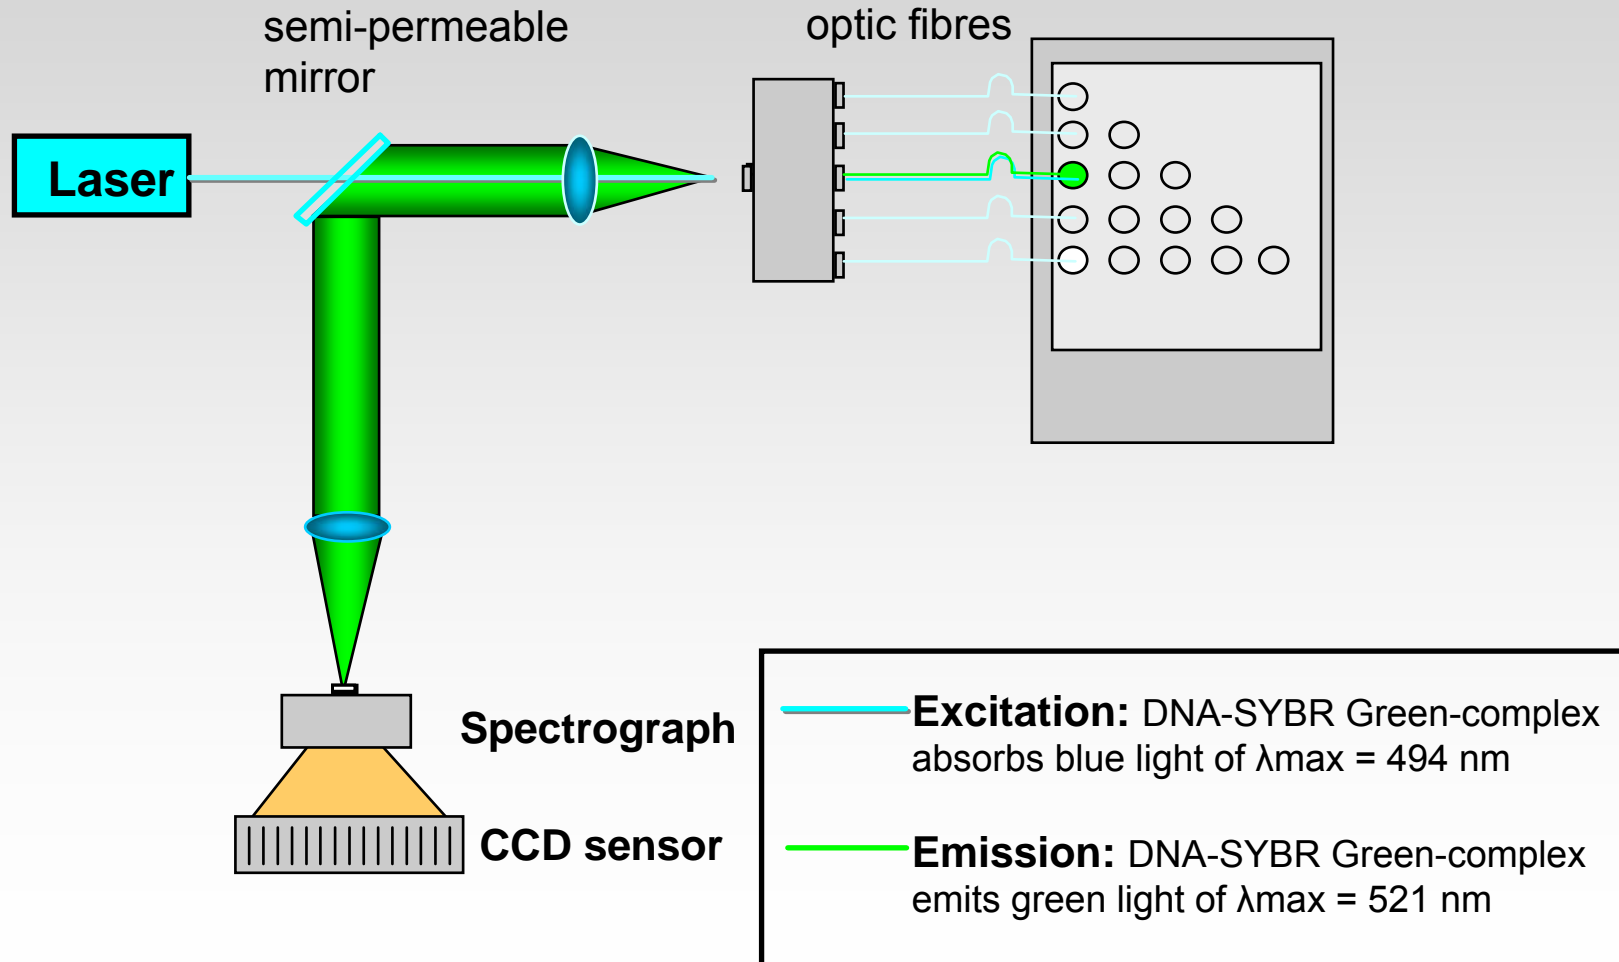 semi-permeable
mirror
optic fibres
Laser
Spectrograph
CCD sensor
Excitation: DNA-SYBR Green-complex
absorbs blue light of λmax = 494 nm
Emission: DNA-SYBR Green-complex
emits green light of λmax = 521 nm